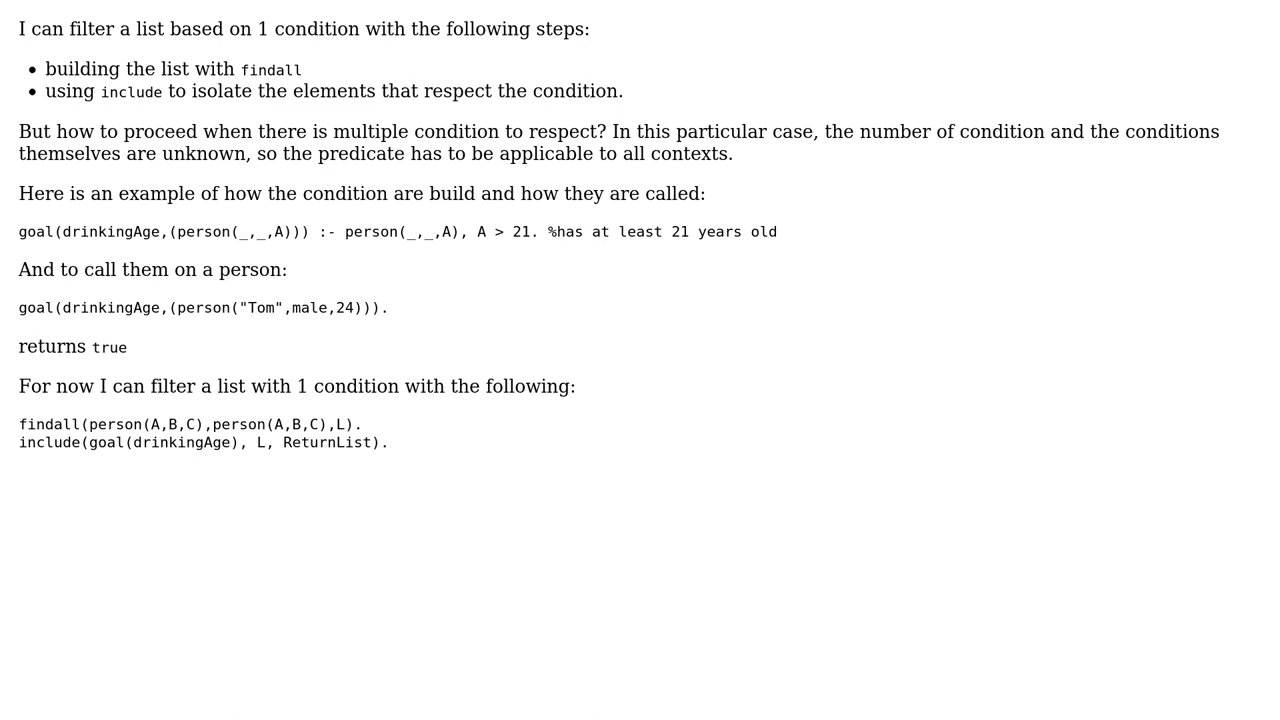 I can filter a list based on 1 condition with the following steps:
• building the list with findall
• using include to isolate the elements that respect the condition.
But how to proceed when there is multiple condition to respect? In this particular case, the number of condition and the conditions
themselves are unknown, so the predicate has to be applicable to all contexts.
Here is an example of how the condition are build and how they are called:
goal(drinkingAge,(person(_,_,A))) :- person(_,_,A), A > 21. %has at least 21 years old
And to call them on a person:
goal(drinkingAge,(person("Tom",male,24))).
returns true
For now I can filter a list with 1 condition with the following:
findall(person(A,B,C),person(A,B,C),L).
include(goal(drinkingAge), L, ReturnList).